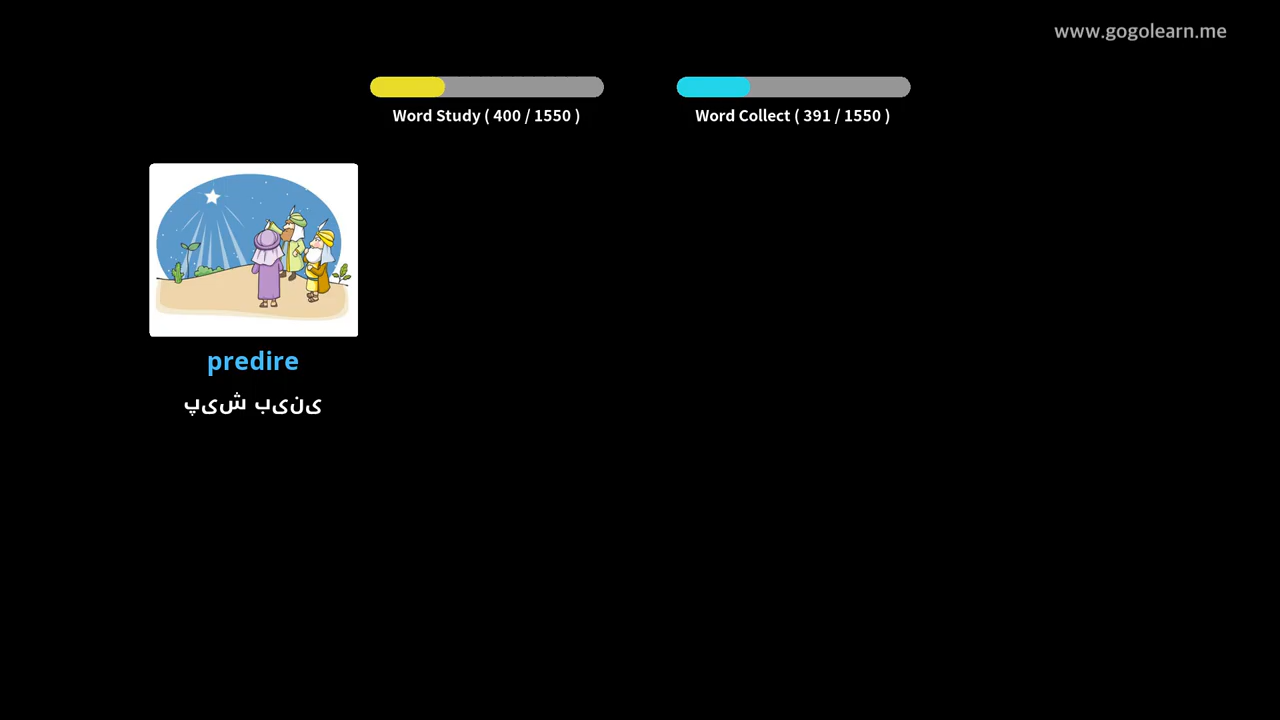 www.gogolearn.me
Word Study ( 400 / 1550 )
Word Collect ( 391 / 1550 )
predire
پیش بینی